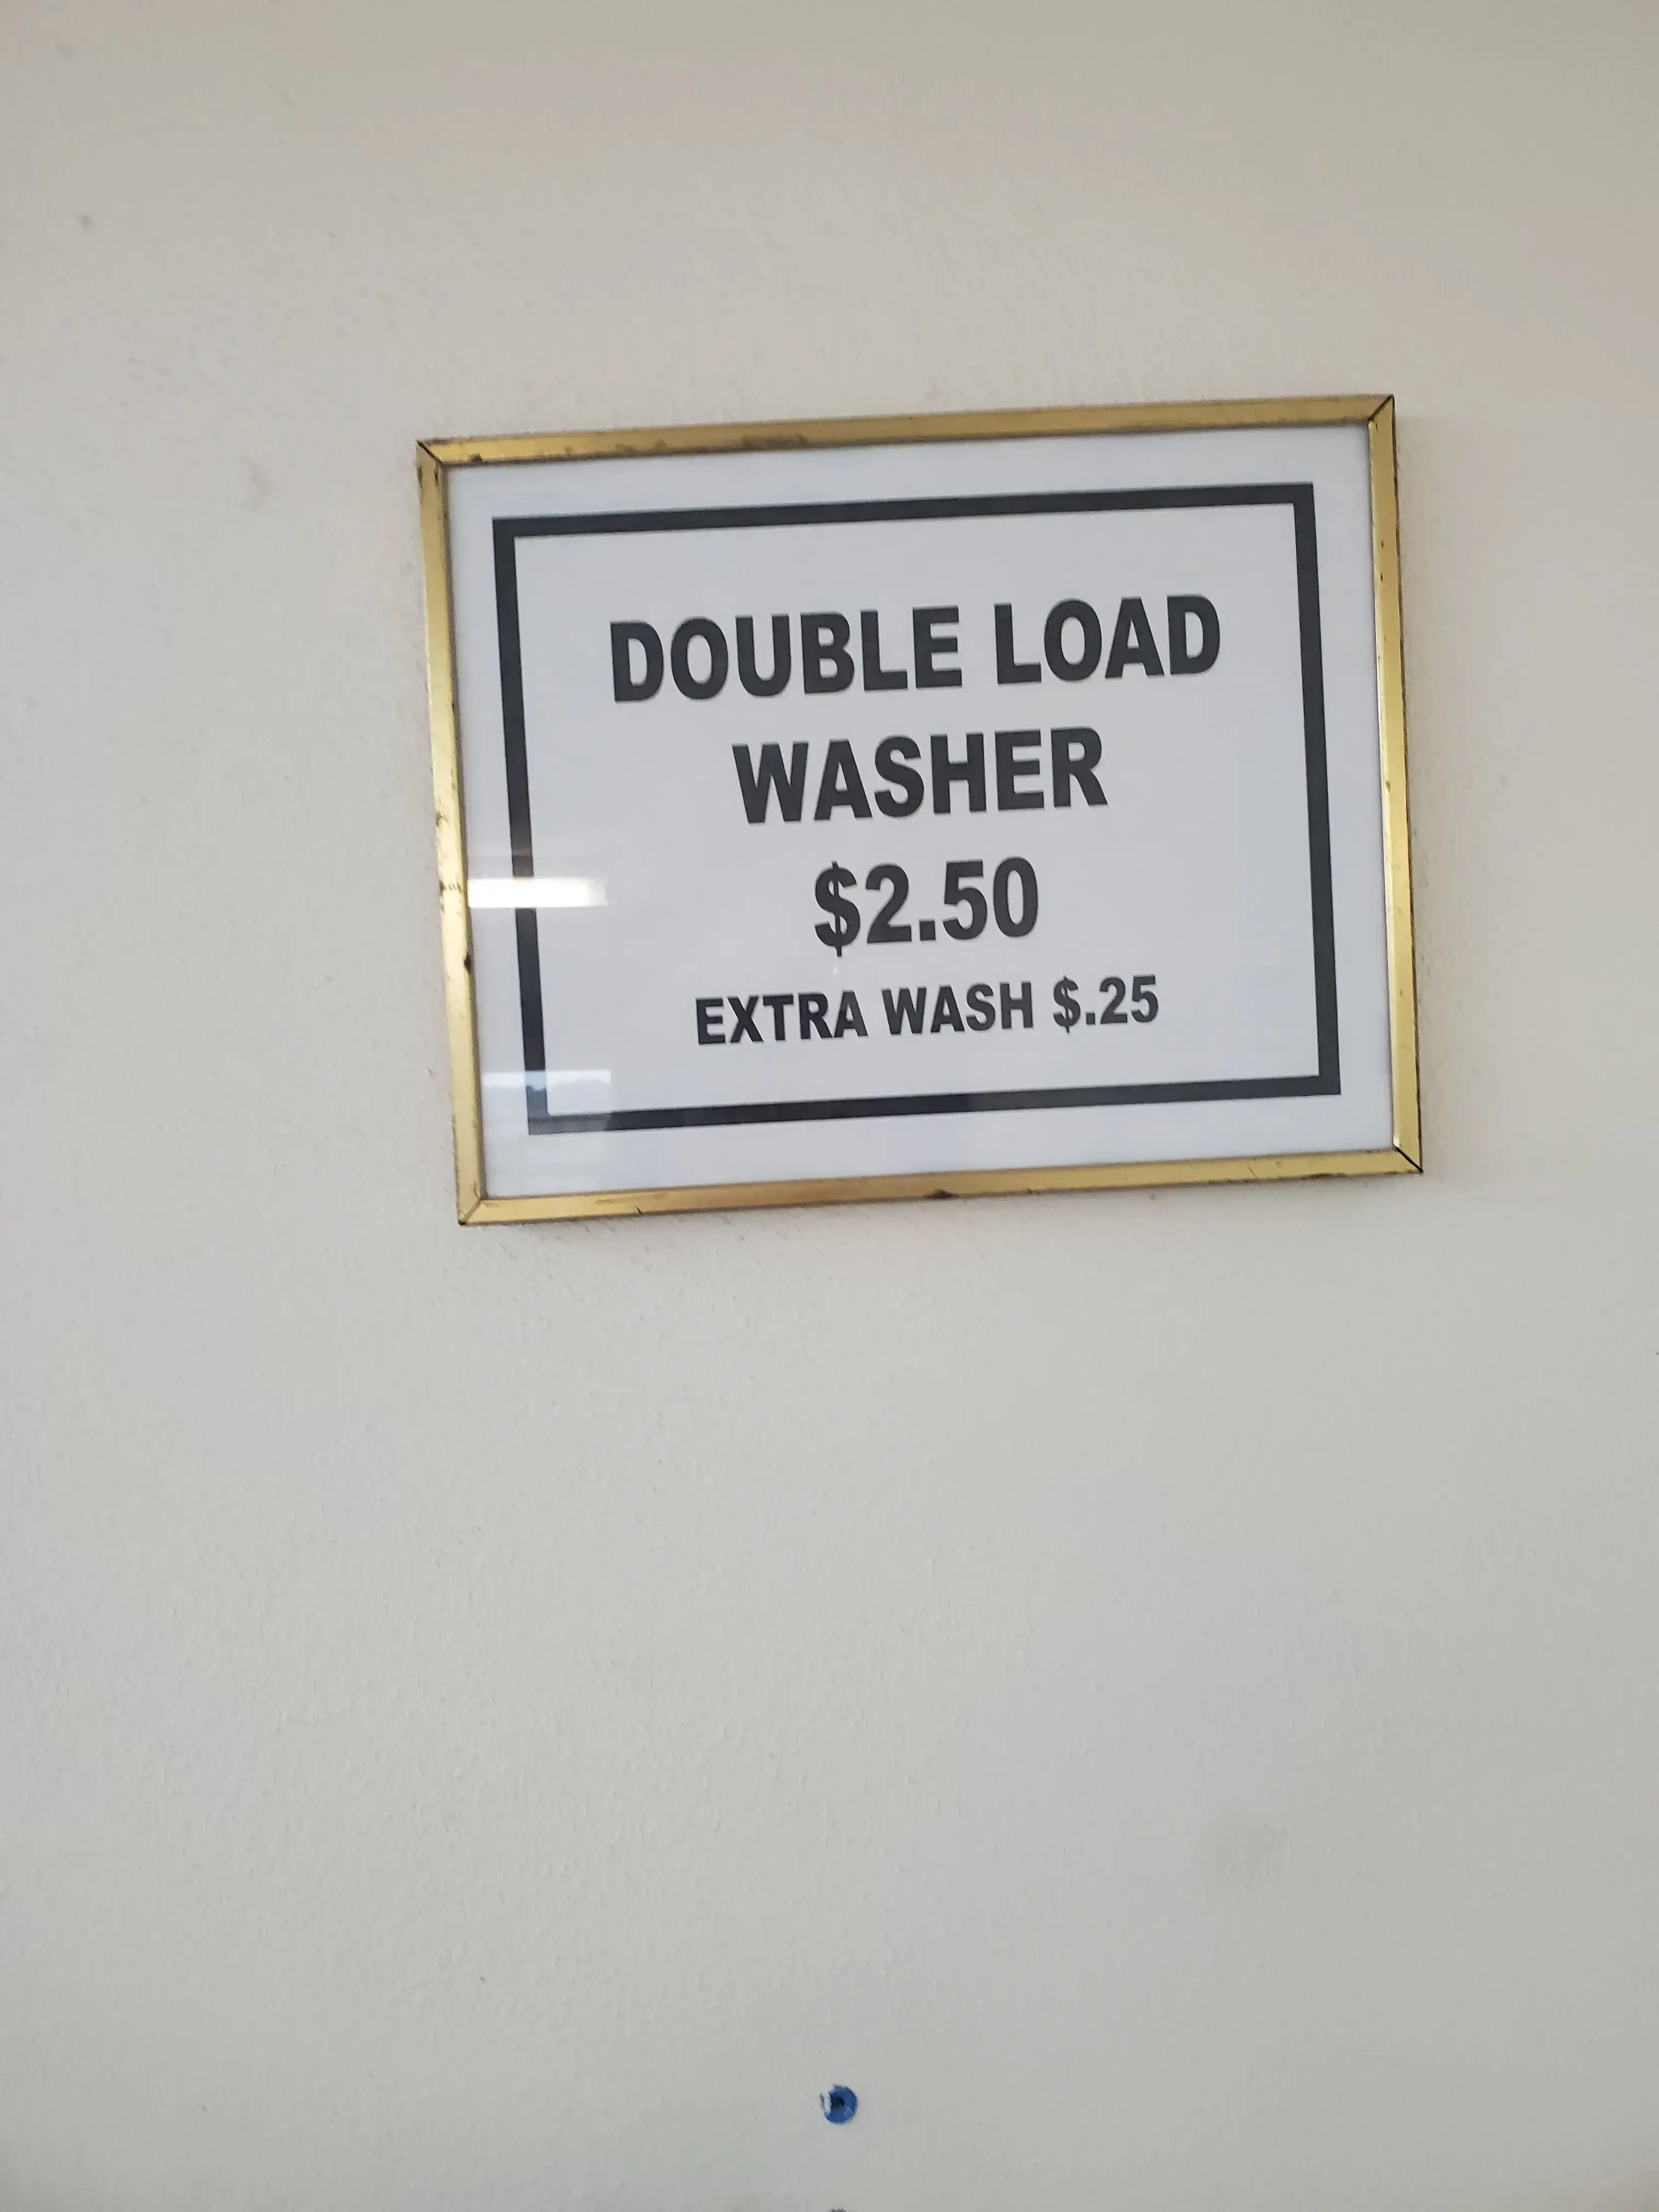 DOUBLE LOAD
WASHER
$2.50
EXTRA WASH $.25